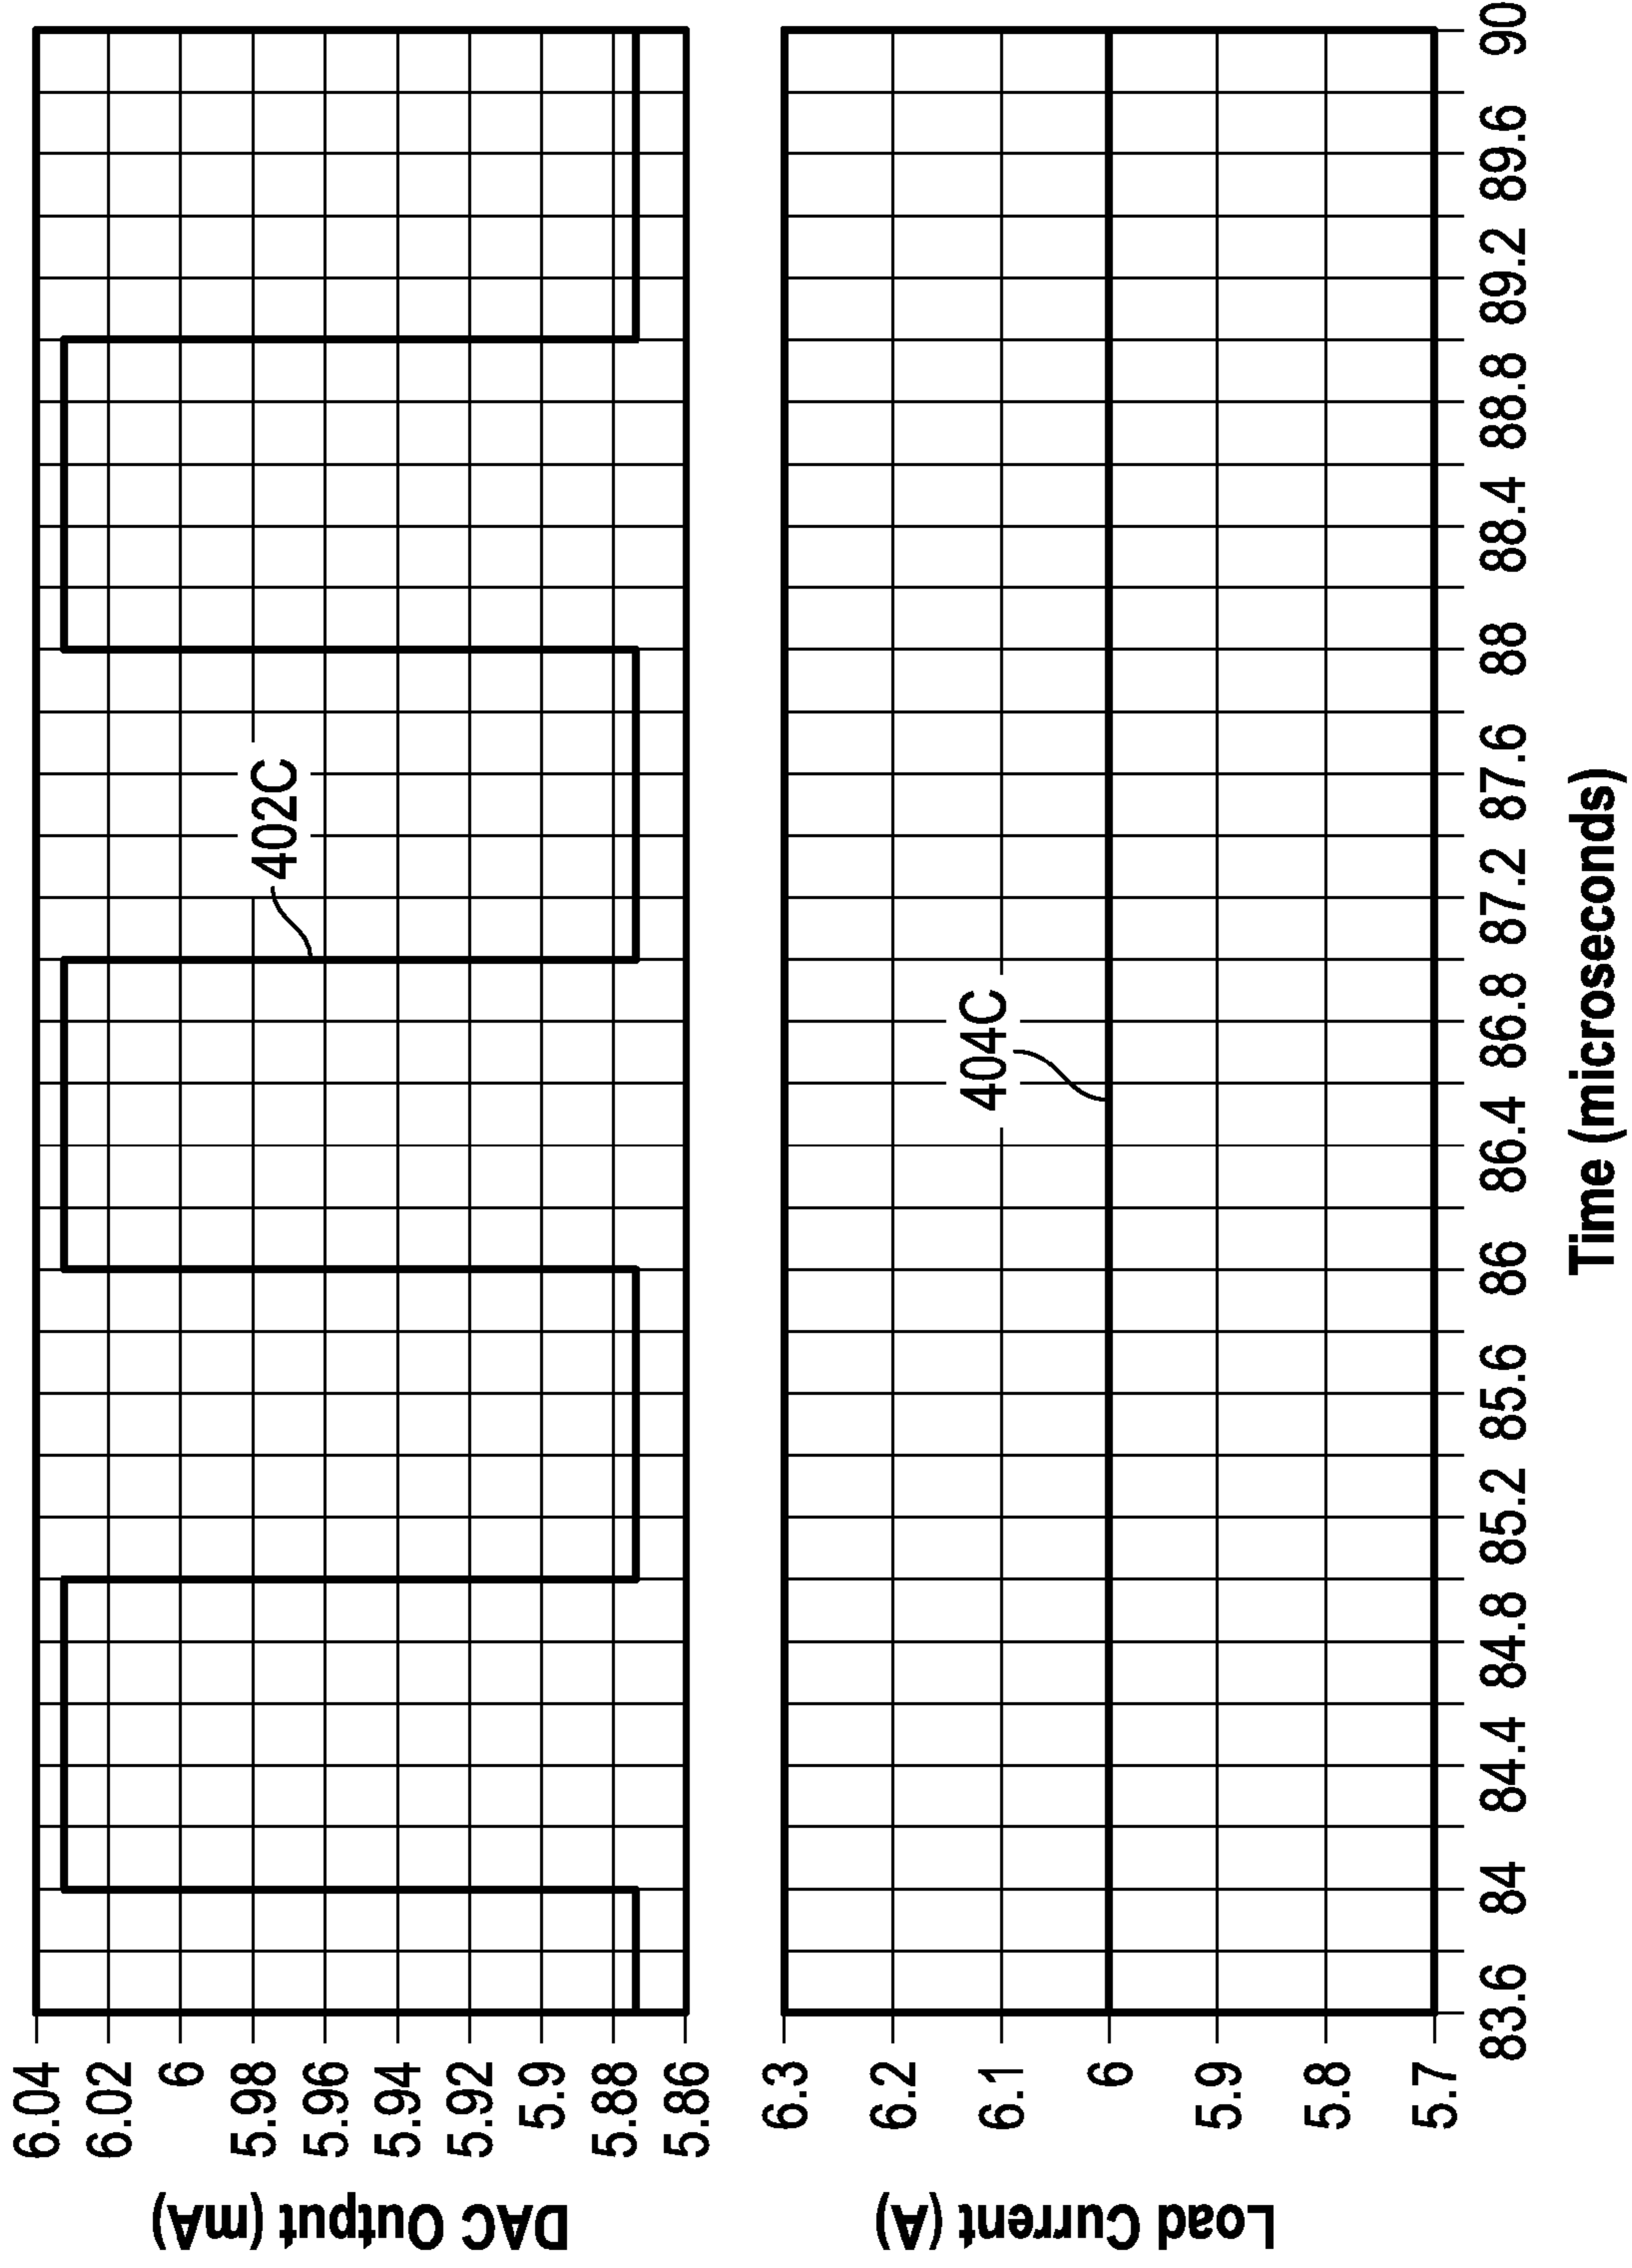 DAC Output (mA)
6.04
6.02
6
5.98
5.96
5.94
5.92
5.9
5.88
5.86
402C
Load Current (A)
6.3
6.2
6.1
6
5.9
5.8
5.7
404C
83.6 84 84.4 84.8 85.2 85.6 86 86.4 86.8 87.2 87.6 88 88.4 88.8 89.2 89.6 90
Time (microseconds)